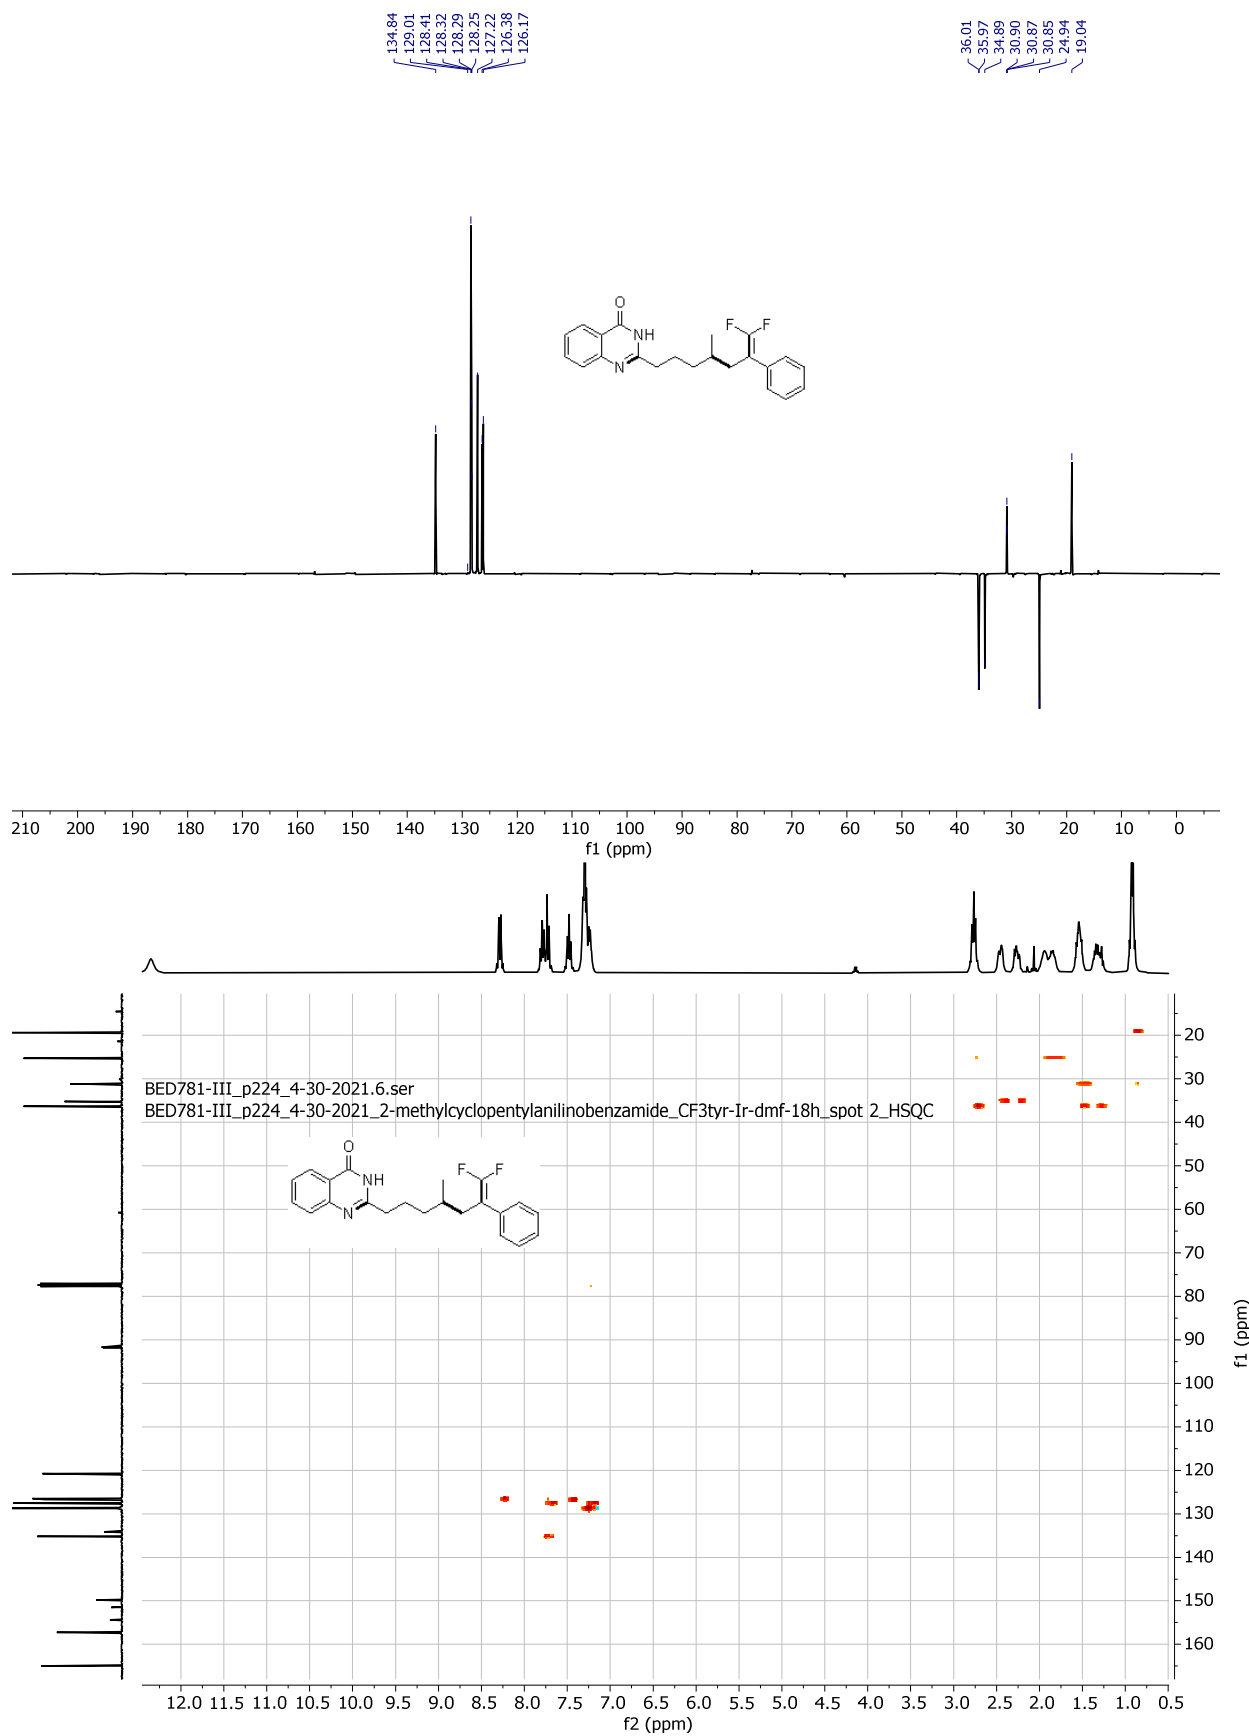 134.84
129.01
128.41
128.32
128.29
128.25
127.22
126.38
126.17
36.01
35.97
34.89
30.90
30.87
30.85
24.94
19.04
O
NH
N
F F
210 200 190 180 170 160 150 140 130 120 110 100 90 80 70 60 50 40 30 20 10 0
f1 (ppm)
BED781-III_p224_4-30-2021.6.ser
BED781-III_p224_4-30-2021_2-methylcyclopentylanilinobenzamide_CF3tyr-Ir-dmf-18h_spot 2_HSQC
O
NH
N
F F
20
30
40
50
60
70
80
90
100
110
120
130
140
150
160
f1 (ppm)
12.0 11.5 11.0 10.5 10.0 9.5 9.0 8.5 8.0 7.5 7.0 6.5 6.0 5.5 5.0 4.5 4.0 3.5 3.0 2.5 2.0 1.5 1.0 0.5
f2 (ppm)